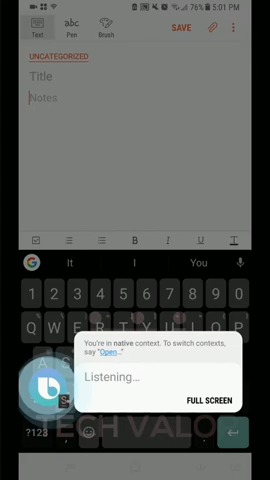 76% 5:01 PM
abc
Text Pen Brush SAVE
UNCATEGORIZED
Title
Notes
B I U T
G It I You
1 2 3 4 5 6 7 8 9 0
Q W E R T Y U I O P
A S
You're in native context. To switch contexts,
say "Open..."
Listening...
FULL SCREEN
TECH VALO
?123